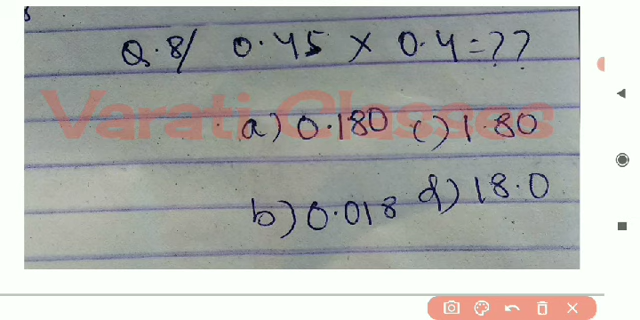 Q.8/ 0.45 × 0.4 = ??
Varati Classes
a) 0.180 c) 1.80
b) 0.018 d) 18.0